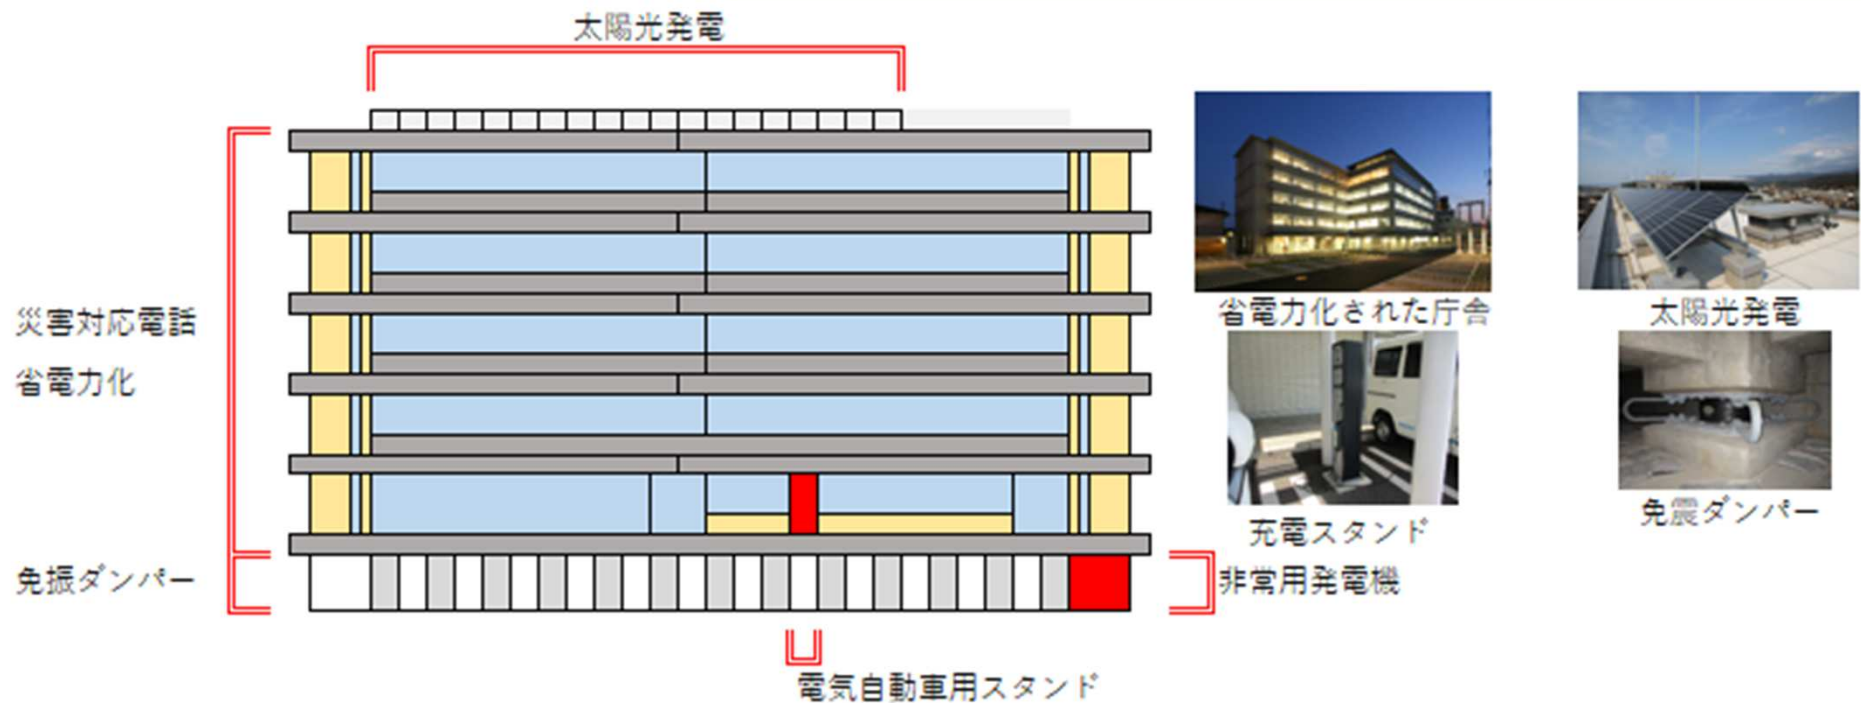 太陽光発電
災害対応電話
省電力化
免振ダンパー
非常用発電機
電気自動車用スタンド
省電力化された庁舎
太陽光発電
充電スタンド
免震ダンパー